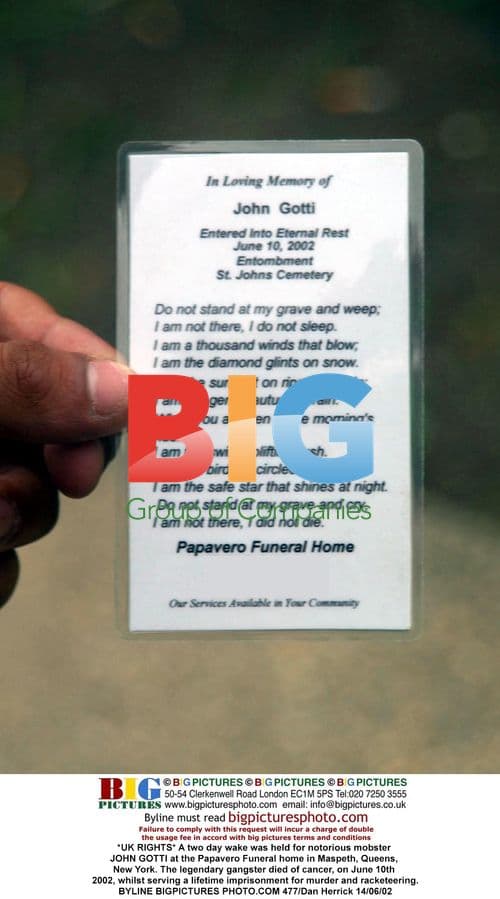 In Loving Memory of
John Gotti
Entered Into Eternal Rest
June 10, 2002
Entombment
St. Johns Cemetery
Do not stand at my grave and weep;
I am not there, I do not sleep.
I am a thousand winds that blow;
I am the diamond glints on snow.
on
am
morning's
BIG
am
I am the safe star that shines at night.
Do not stand at my grave and cry,
Group of Companies
I am not there, I did not die.
Papavero Funeral Home
Our Services Available in Your Community
BIG PICTURES
© BIG PICTURES © BIG PICTURES © BIG PICTURES
50-54 Clerkenwell Road London EC1M 5PS Tel:020 7250 3555
www.bigpicturesphoto.com email: info@bigpictures.co.uk
Byline must read bigpicturesphoto.com
Failure to comply with this request will incur a charge of double
the usage fee in accord with big pictures terms and conditions
*UK RIGHTS* A two day wake was held for notorious mobster
JOHN GOTTI at the Papavero Funeral home in Maspeth, Queens,
New York. The legendary gangster died of cancer, on June 10th
2002, whilst serving a lifetime imprisonment for murder and racketeering.
BYLINE BIGPICTURES PHOTO.COM 477/Dan Herrick 14/06/02